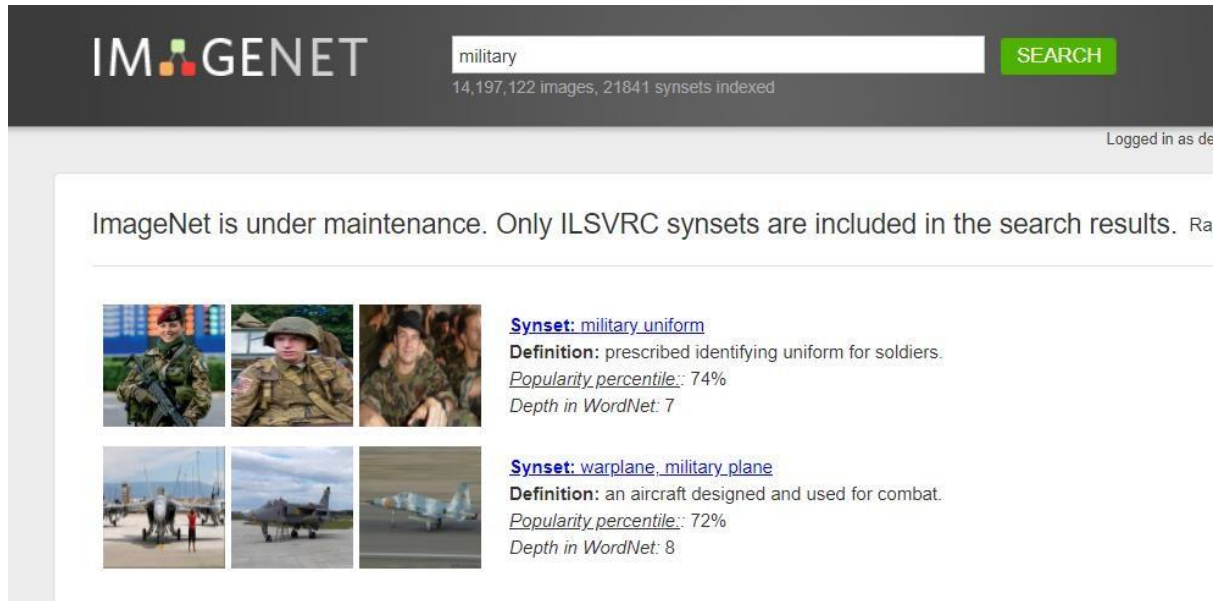 IMAGENET
military
SEARCH
14,197,122 images, 21841 synsets indexed
Logged in as de
ImageNet is under maintenance. Only ILSVRC synsets are included in the search results. Ra
Synset: military uniform
Definition: prescribed identifying uniform for soldiers.
Popularity percentile:: 74%
Depth in WordNet: 7
Synset: warplane, military plane
Definition: an aircraft designed and used for combat.
Popularity percentile:: 72%
Depth in WordNet: 8